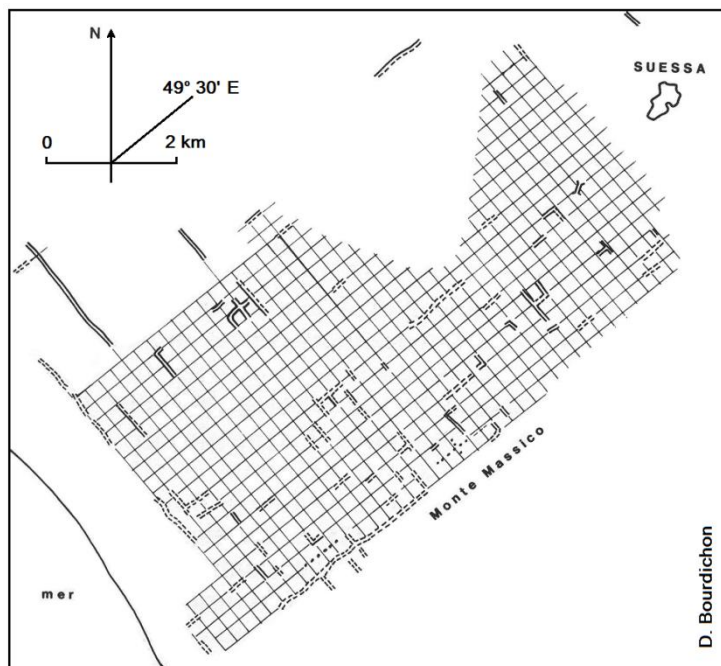 N
SUESSA
49° 30' E
0 2 km
Monte Massico
mer
D. Bourdichon